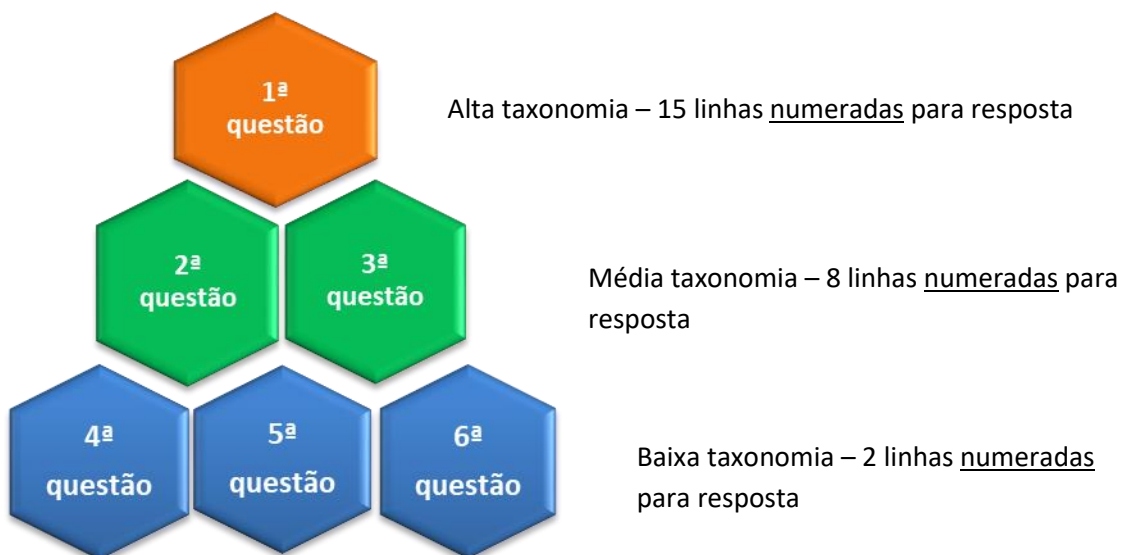 1ª
questão
Alta taxonomia – 15 linhas numeradas para resposta
2ª
questão
3ª
questão
Média taxonomia – 8 linhas numeradas para
resposta
4ª
questão
5ª
questão
6ª
questão
Baixa taxonomia – 2 linhas numeradas
para resposta